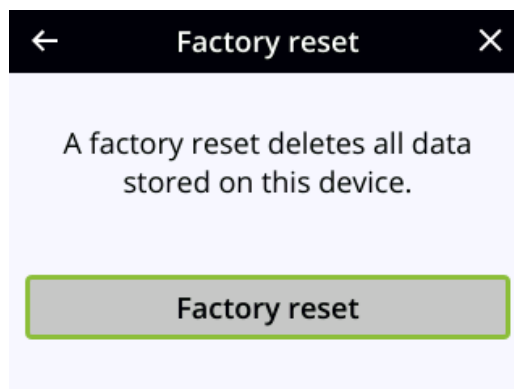 Factory reset
A factory reset deletes all data
stored on this device.
Factory reset